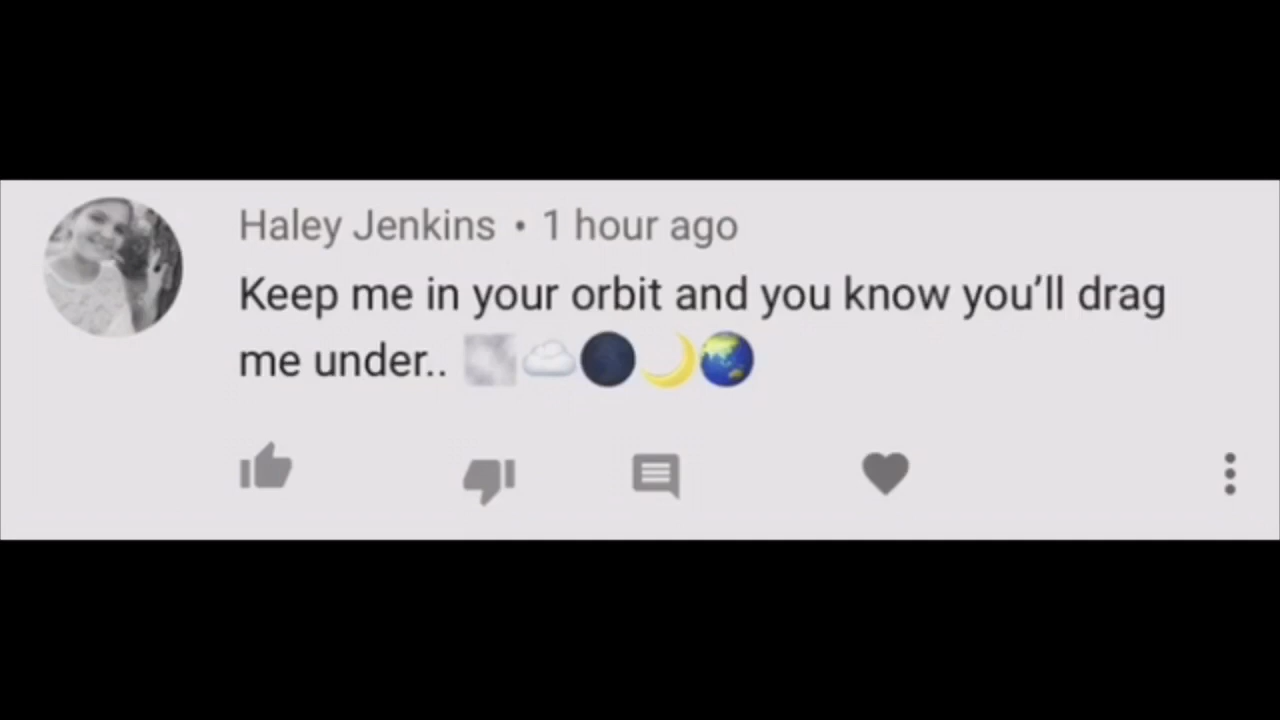 Haley Jenkins • 1 hour ago
Keep me in your orbit and you know you’ll drag
me under.. 🌫️☁️🌑🌙🌏